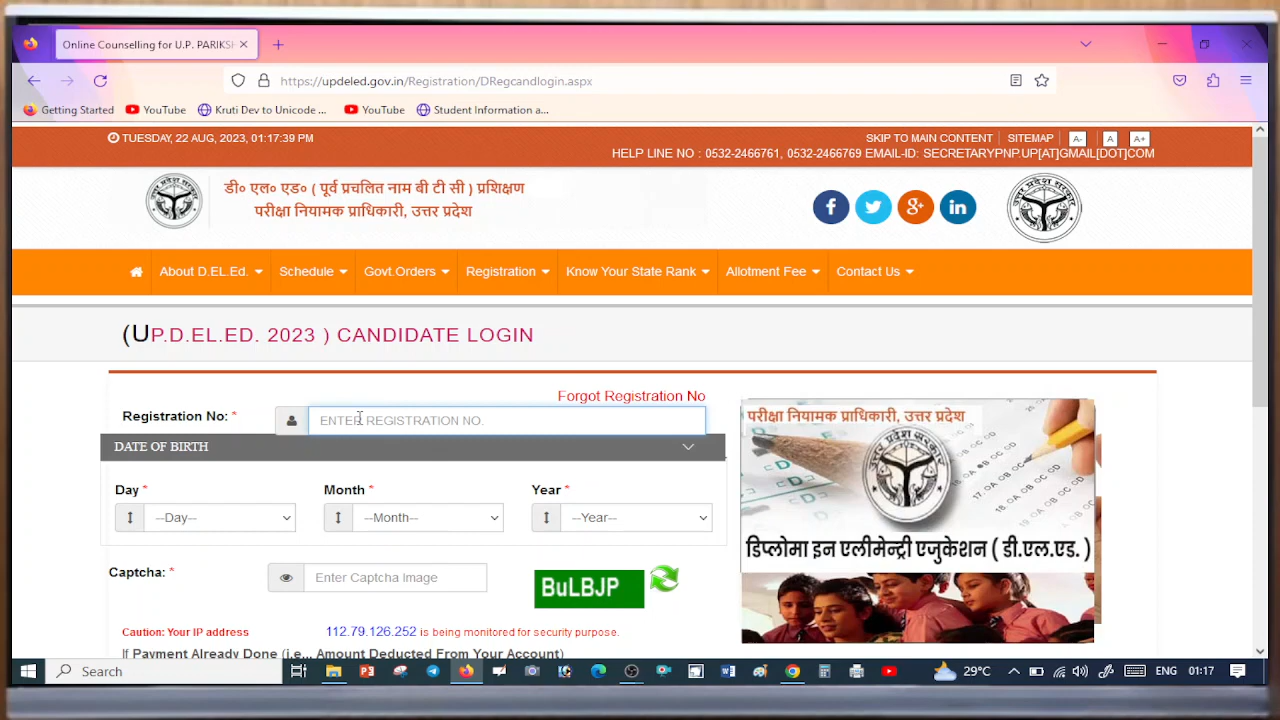 Online Counselling for U.P. PARIKSH
https://updeled.gov.in/Registration/DRegcandlogin.aspx
Getting Started YouTube Kruti Dev to Unicode ... YouTube Student Information a...
TUESDAY, 22 AUG, 2023, 01:17:39 PM SKIP TO MAIN CONTENT SITEMAP A- A A+
HELP LINE NO : 0532-2466761, 0532-2466769 EMAIL-ID: SECRETARYPNP.UP[AT]GMAIL[DOT]COM
डी० एल० एड० ( पूर्व प्रचलित नाम बी टी सी ) प्रशिक्षण
परीक्षा नियामक प्राधिकारी, उत्तर प्रदेश
About D.EL.Ed. Schedule Govt.Orders Registration Know Your State Rank Allotment Fee Contact Us
(UP.D.EL.ED. 2023 ) CANDIDATE LOGIN
Forgot Registration No
Registration No: * ENTER REGISTRATION NO.
DATE OF BIRTH
Day * Month * Year *
--Day-- --Month-- --Year--
Captcha: * Enter Captcha Image BuLBJP
Caution: Your IP address 112.79.126.252 is being monitored for security purpose.
If Payment Already Done (i.e... Amount Deducted From Your Account)
परीक्षा नियामक प्राधिकारी, उत्तर प्रदेश
डिप्लोमा इन एलीमेन्ट्री एजुकेशन ( डी.एल.एड. )
Search 29°C ENG 01:17